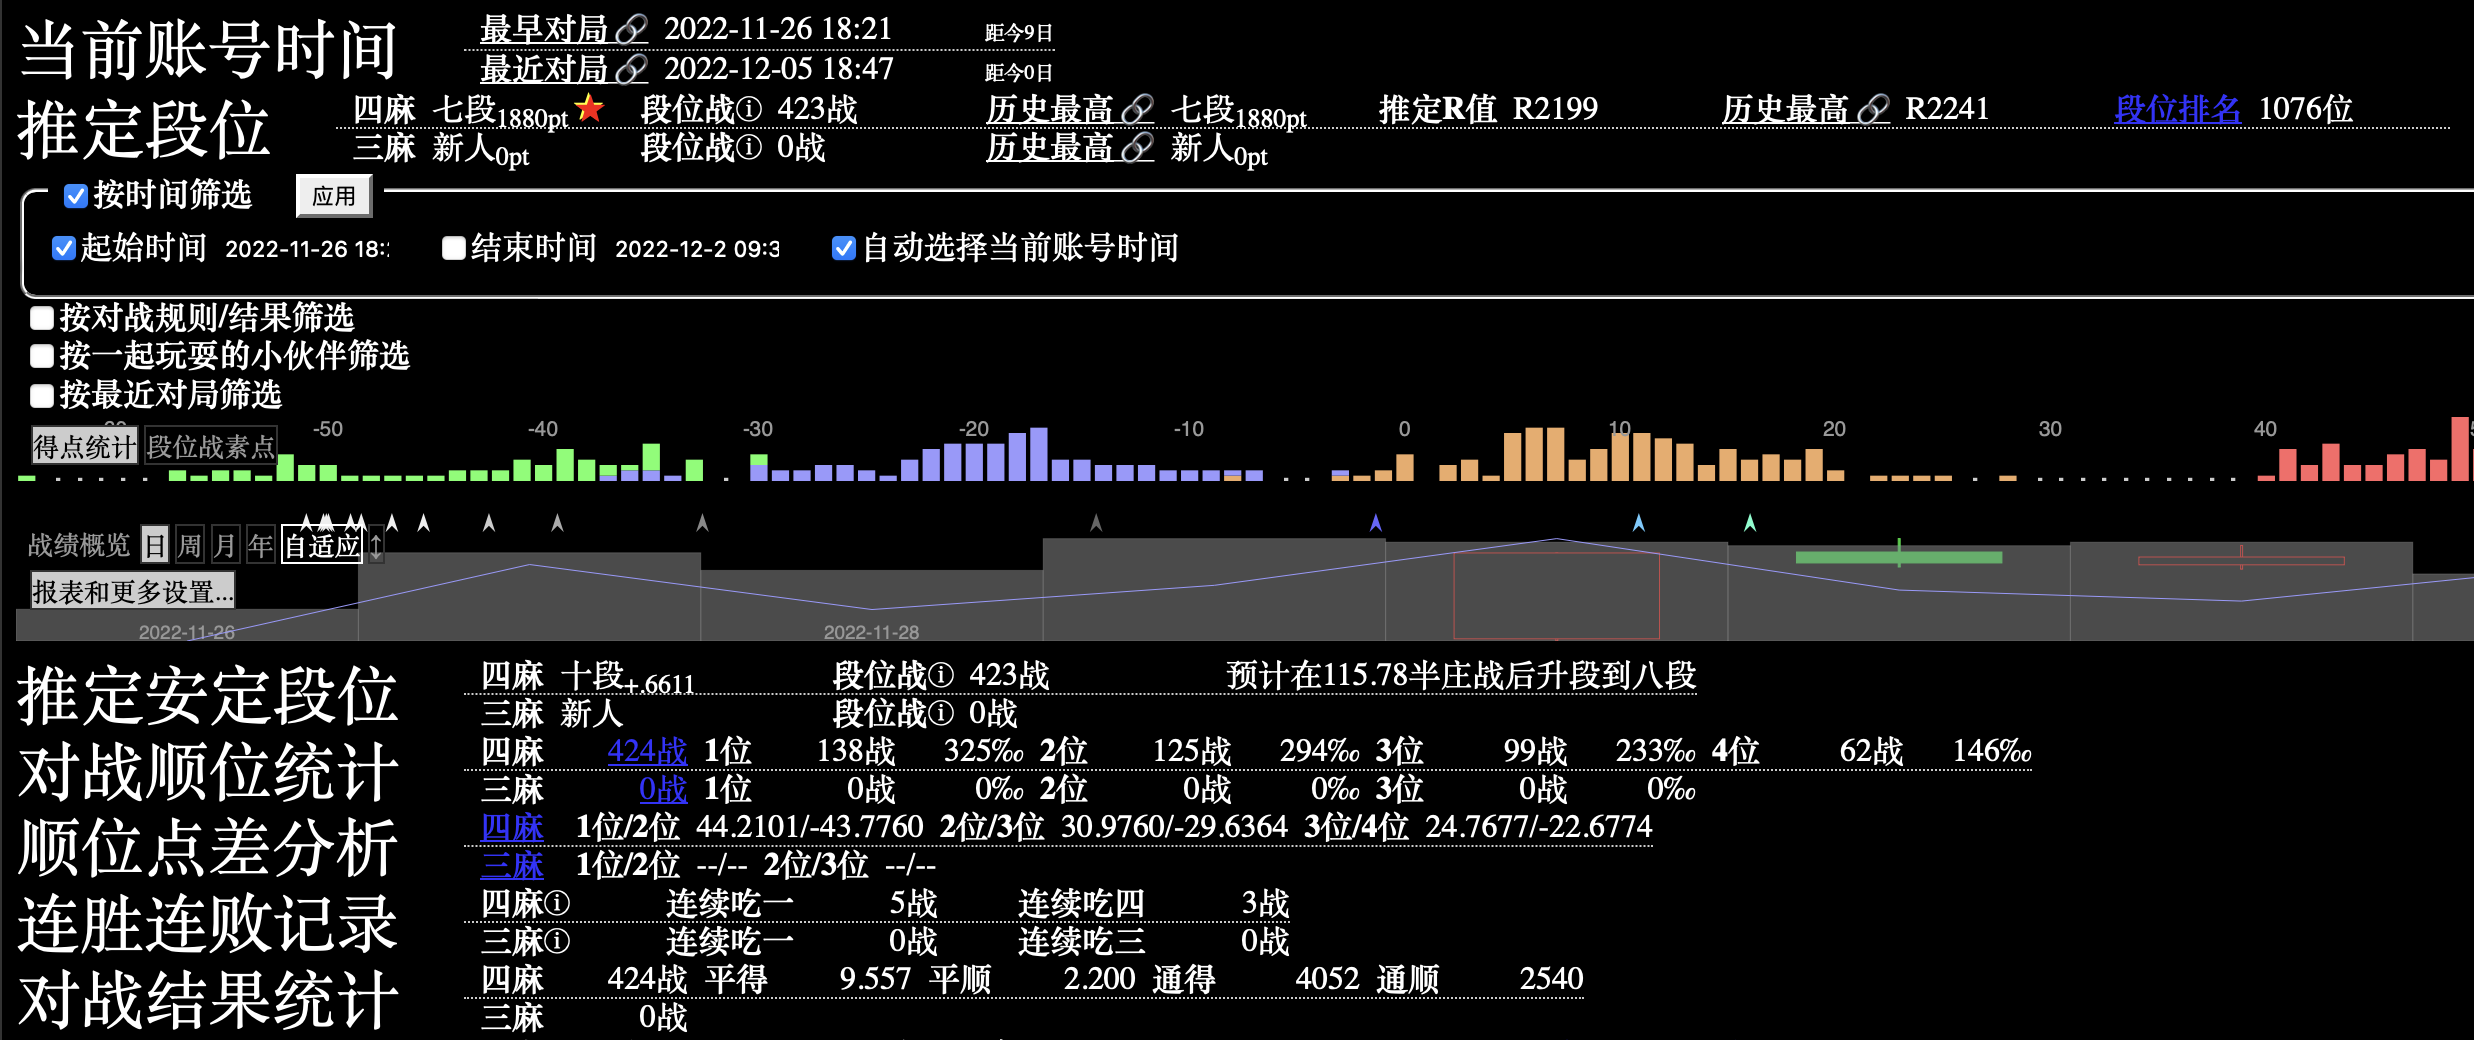 当前账号时间 最早对局🔗 2022-11-26 18:21 距今9日
最近对局🔗 2022-12-05 18:47 距今0日
推定段位 四麻 七段1880pt⭐ 段位战ⓘ 423战 历史最高🔗 七段1880pt 推定R值 R2199 历史最高🔗 R2241 段位排名 1076位
三麻 新人0pt 段位战ⓘ 0战 历史最高🔗 新人0pt
按时间筛选 应用
起始时间 2022-11-26 18: 结束时间 2022-12-2 09:3 自动选择当前账号时间
按对战规则/结果筛选
按一起玩耍的小伙伴筛选
按最近对局筛选
-50 -40 -30 -20 -10 0 10 20 30 40
得点统计 段位战素点
战绩概览 日 周 月 年 自适应 ↕
报表和更多设置...
2022-11-26 2022-11-28
推定安定段位 四麻 十段+.6611 段位战ⓘ 423战 预计在115.78半庄战后升段到八段
三麻 新人 段位战ⓘ 0战
对战顺位统计 四麻 424战 1位 138战 325‰ 2位 125战 294‰ 3位 99战 233‰ 4位 62战 146‰
三麻 0战 1位 0战 0‰ 2位 0战 0‰ 3位 0战 0‰
顺位点差分析 四麻 1位/2位 44.2101/-43.7760 2位/3位 30.9760/-29.6364 3位/4位 24.7677/-22.6774
三麻 1位/2位 --/-- 2位/3位 --/--
连胜连败记录 四麻ⓘ 连续吃一 5战 连续吃四 3战
三麻ⓘ 连续吃一 0战 连续吃三 0战
对战结果统计 四麻 424战 平得 9.557 平顺 2.200 通得 4052 通顺 2540
三麻 0战